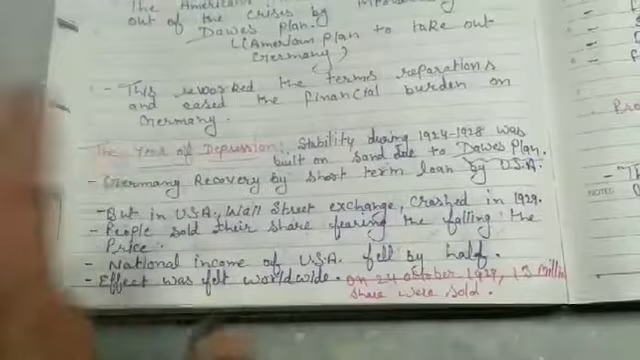 The American
out of the crises by
Dawes plan.
(American Plan to take out
Germany)
- This reworked the terms reparations
and eased the financial burden on
Germany.
The Year of Depression: Stability during 1924-1928 was
built on sand due to Dawes Plan.
- Germany Recovery by short term loan by U.S.A.
- But in U.S.A, Wall Street exchange, crashed in 1929.
- People sold their share fearing the falling the
Price.
- National income of U.S.A. fell by half.
- Effect was felt worldwide. on 24 october 1929, 13 Million
share were sold.
NOTES